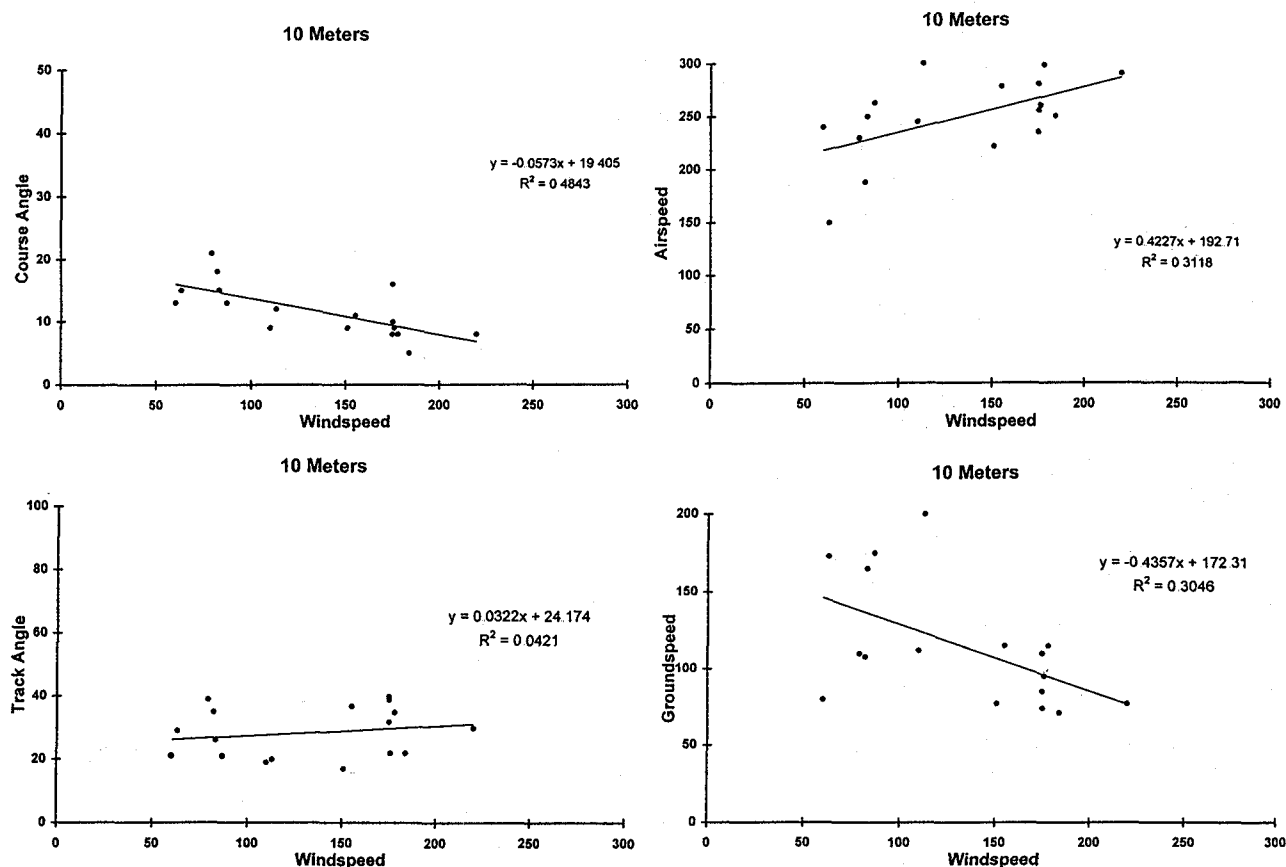 10 Meters
50
40
30
20
10
0
Course Angle
y = -0.0573x + 19 405
R² = 0 4843
0 50 100 150 200 250 300
Windspeed
10 Meters
300
250
200
150
100
50
0
Airspeed
y = 0.4227x + 192.71
R² = 0 3118
0 50 100 150 200 250 300
Windspeed
10 Meters
100
80
60
40
20
0
Track Angle
y = 0.0322x + 24.174
R² = 0.0421
0 50 100 150 200 250 300
Windspeed
10 Meters
200
150
100
50
0
Groundspeed
y = -0 4357x + 172 31
R² = 0.3046
0 50 100 150 200 250 300
Windspeed